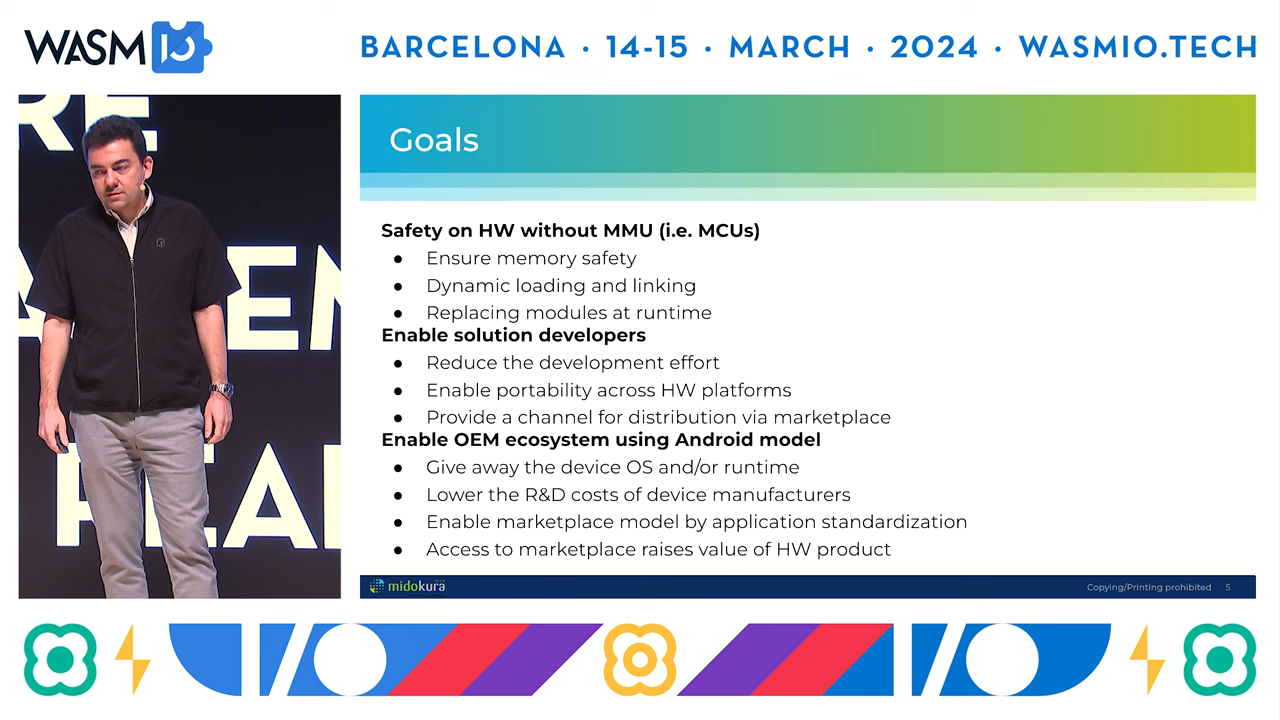 WASM IO
BARCELONA · 14-15 · MARCH · 2024 · WASMIO.TECH
Goals
Safety on HW without MMU (i.e. MCUs)
● Ensure memory safety
● Dynamic loading and linking
● Replacing modules at runtime
Enable solution developers
● Reduce the development effort
● Enable portability across HW platforms
● Provide a channel for distribution via marketplace
Enable OEM ecosystem using Android model
● Give away the device OS and/or runtime
● Lower the R&D costs of device manufacturers
● Enable marketplace model by application standardization
● Access to marketplace raises value of HW product
midokura
Copying/Printing prohibited 5